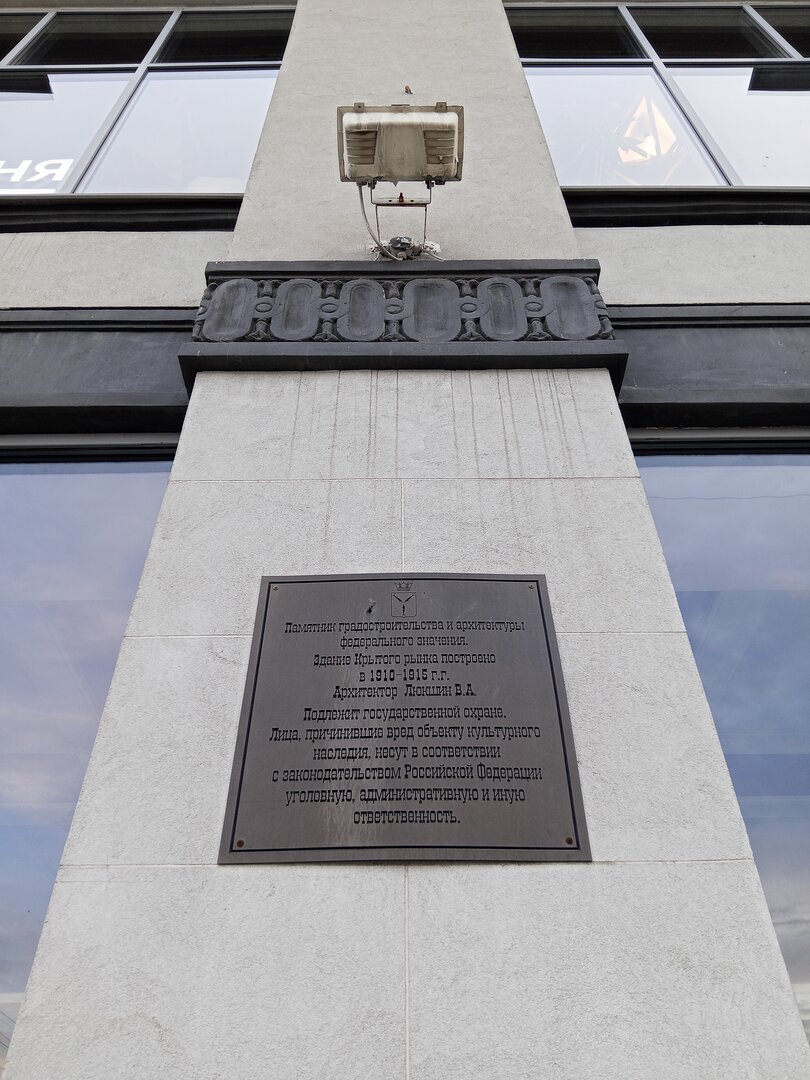 Памятник градостроительства и архитектуры
федерального значения.
Здание Крытого рынка построено
в 1910-1915 г.г.
Архитектор Люкшин В.А.
Подлежит государственной охране.
Лица, причинившие вред объекту культурного
наследия, несут в соответствии
с законодательством Российской Федерации
уголовную, административную и иную
ответственность.